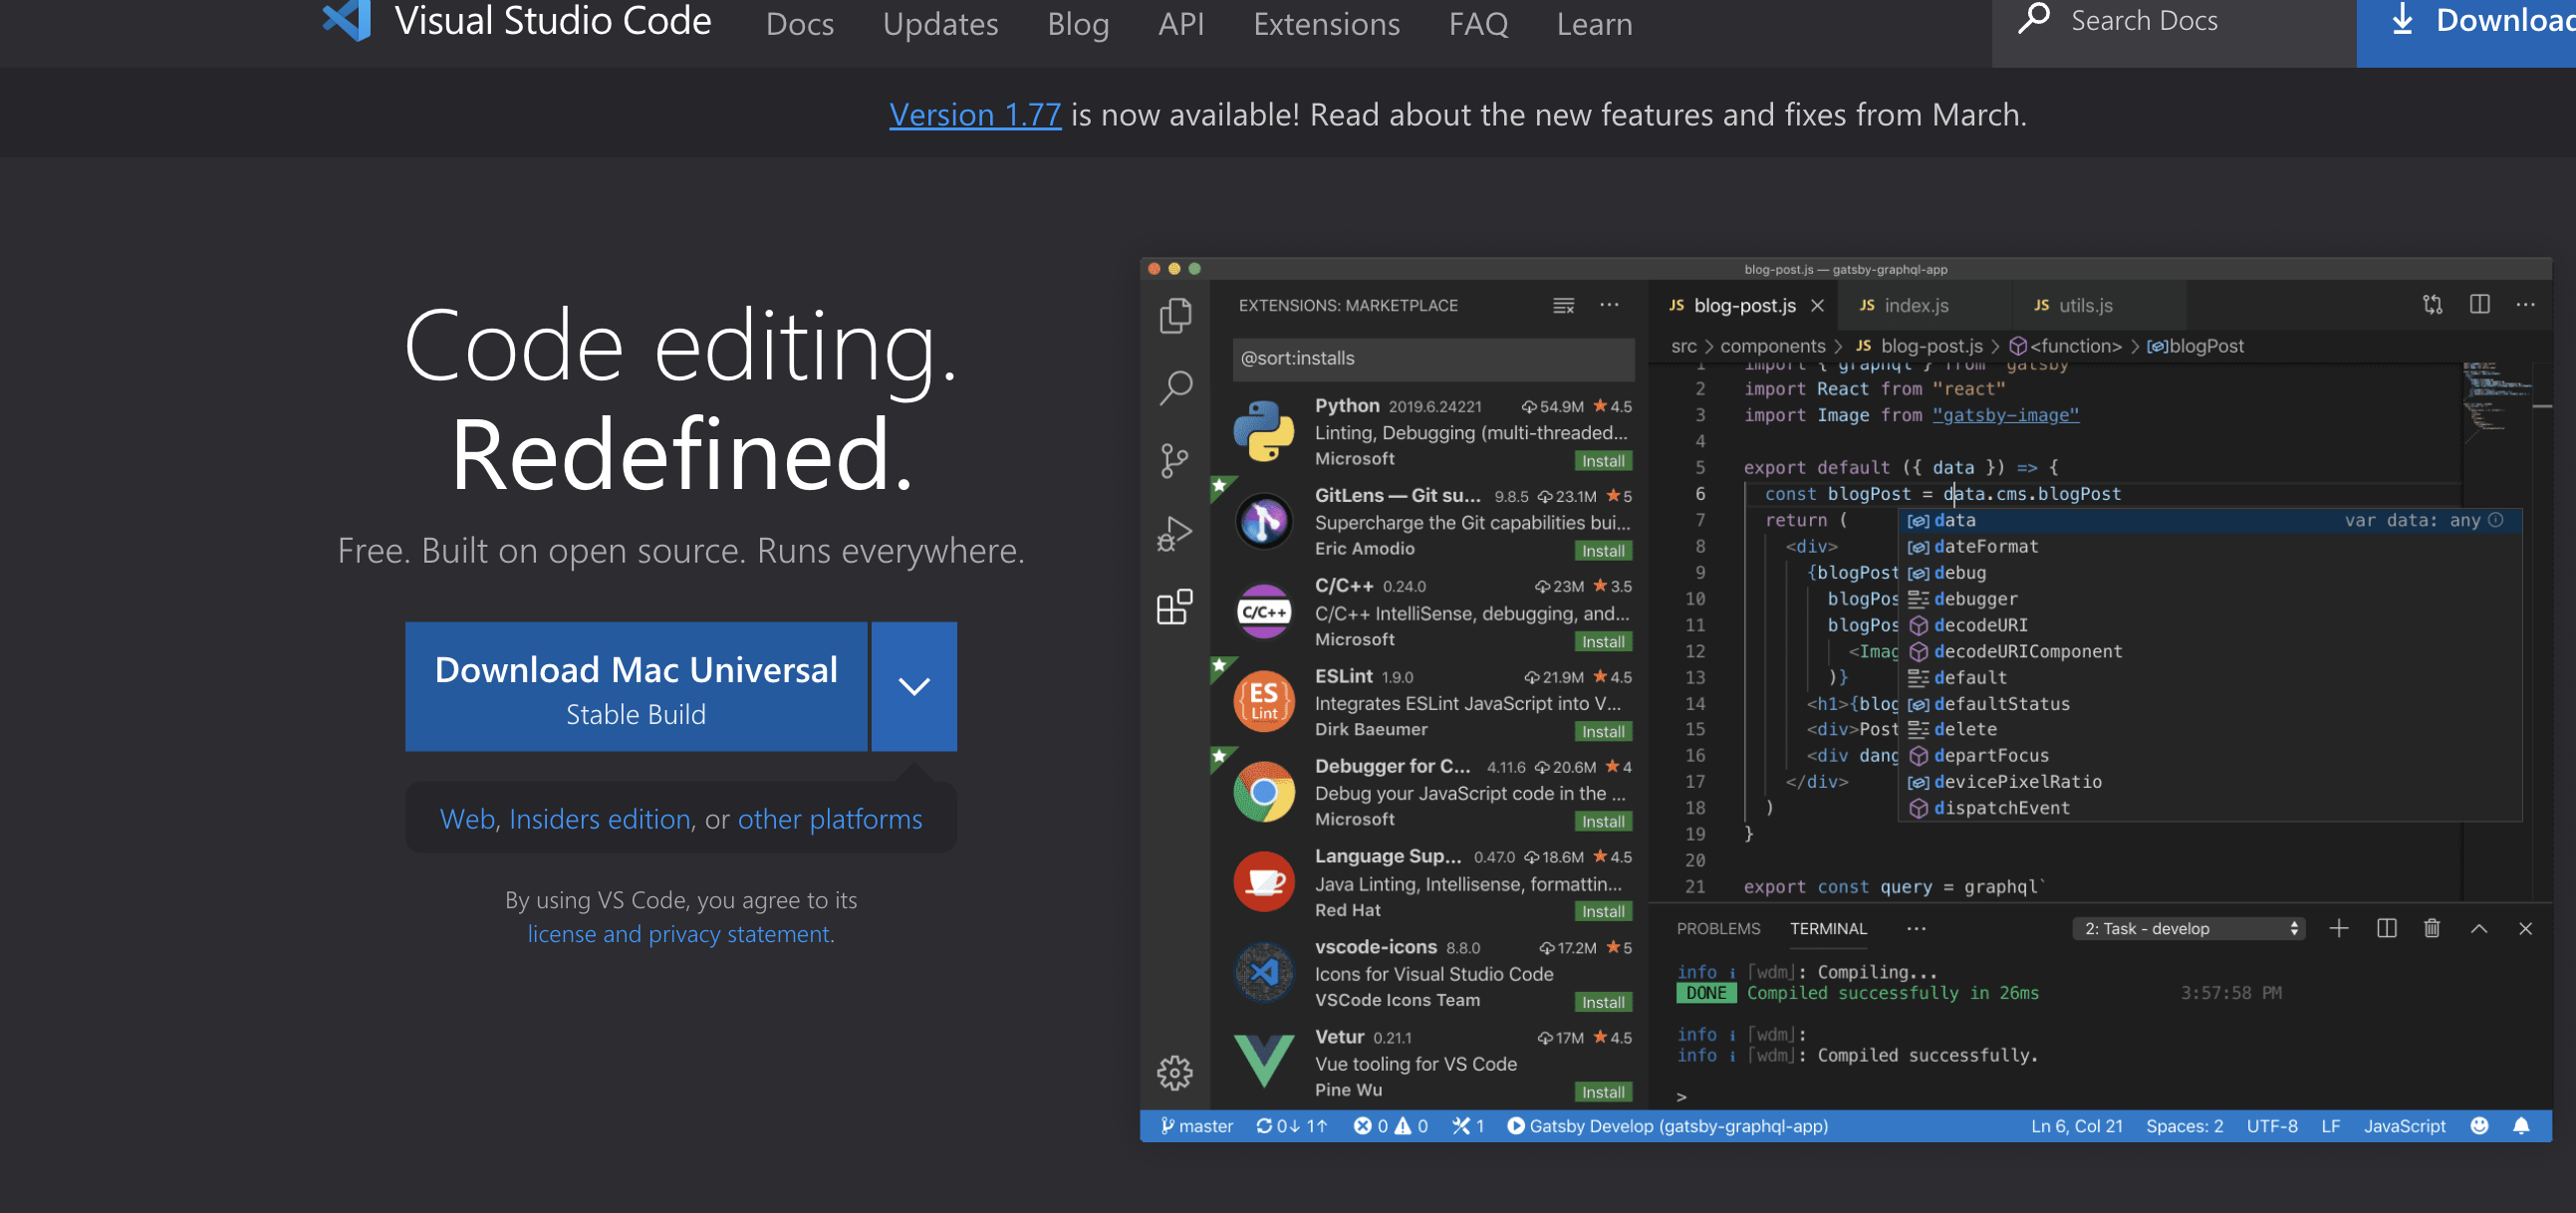 Visual Studio Code Docs Updates Blog API Extensions FAQ Learn Search Docs Download
Version 1.77 is now available! Read about the new features and fixes from March.
Code editing.
Redefined.
Free. Built on open source. Runs everywhere.
Download Mac Universal
Stable Build
Web, Insiders edition, or other platforms
By using VS Code, you agree to its
license and privacy statement.
blog-post.js — gatsby-graphql-app
EXTENSIONS: MARKETPLACE
@sort:installs
Python 2019.6.24221 54.9M 4.5
Linting, Debugging (multi-threaded...
Microsoft Install
GitLens — Git su... 9.8.5 23.1M 5
Supercharge the Git capabilities bui...
Eric Amodio Install
C/C++
C/C++ 0.24.0 23M 3.5
C/C++ IntelliSense, debugging, and...
Microsoft Install
ES
Lint
ESLint 1.9.0 21.9M 4.5
Integrates ESLint JavaScript into V...
Dirk Baeumer Install
Debugger for C... 4.11.6 20.6M 4
Debug your JavaScript code in the ...
Microsoft Install
Language Sup... 0.47.0 18.6M 4.5
Java Linting, Intellisense, formattin...
Red Hat Install
vscode-icons 8.8.0 17.2M 5
Icons for Visual Studio Code
VSCode Icons Team Install
Vetur 0.21.1 17M 4.5
Vue tooling for VS Code
Pine Wu Install
JS blog-post.js JS index.js JS utils.js
src > components > JS blog-post.js > <function> > blogPost
1 import { graphql } from "gatsby"
2 import React from "react"
3 import Image from "gatsby-image"
4
5 export default ({ data }) => {
6 const blogPost = data.cms.blogPost
7 return (
8 <div>
9 {blogPost
10 blogPos
11 blogPos
12 <Imag
13 )}
14 <h1>{blog
15 <div>Post
16 <div dang
17 </div>
18 )
19 }
20
21 export const query = graphql`
data var data: any
dateFormat
debug
debugger
decodeURI
decodeURIComponent
default
defaultStatus
delete
departFocus
devicePixelRatio
dispatchEvent
PROBLEMS TERMINAL ... 2: Task - develop
info i ｢wdm｣: Compiling...
DONE Compiled successfully in 26ms 3:57:58 PM
info i ｢wdm｣:
info i ｢wdm｣: Compiled successfully.
>
master 0↓ 1↑ 0 0 1 Gatsby Develop (gatsby-graphql-app) Ln 6, Col 21 Spaces: 2 UTF-8 LF JavaScript